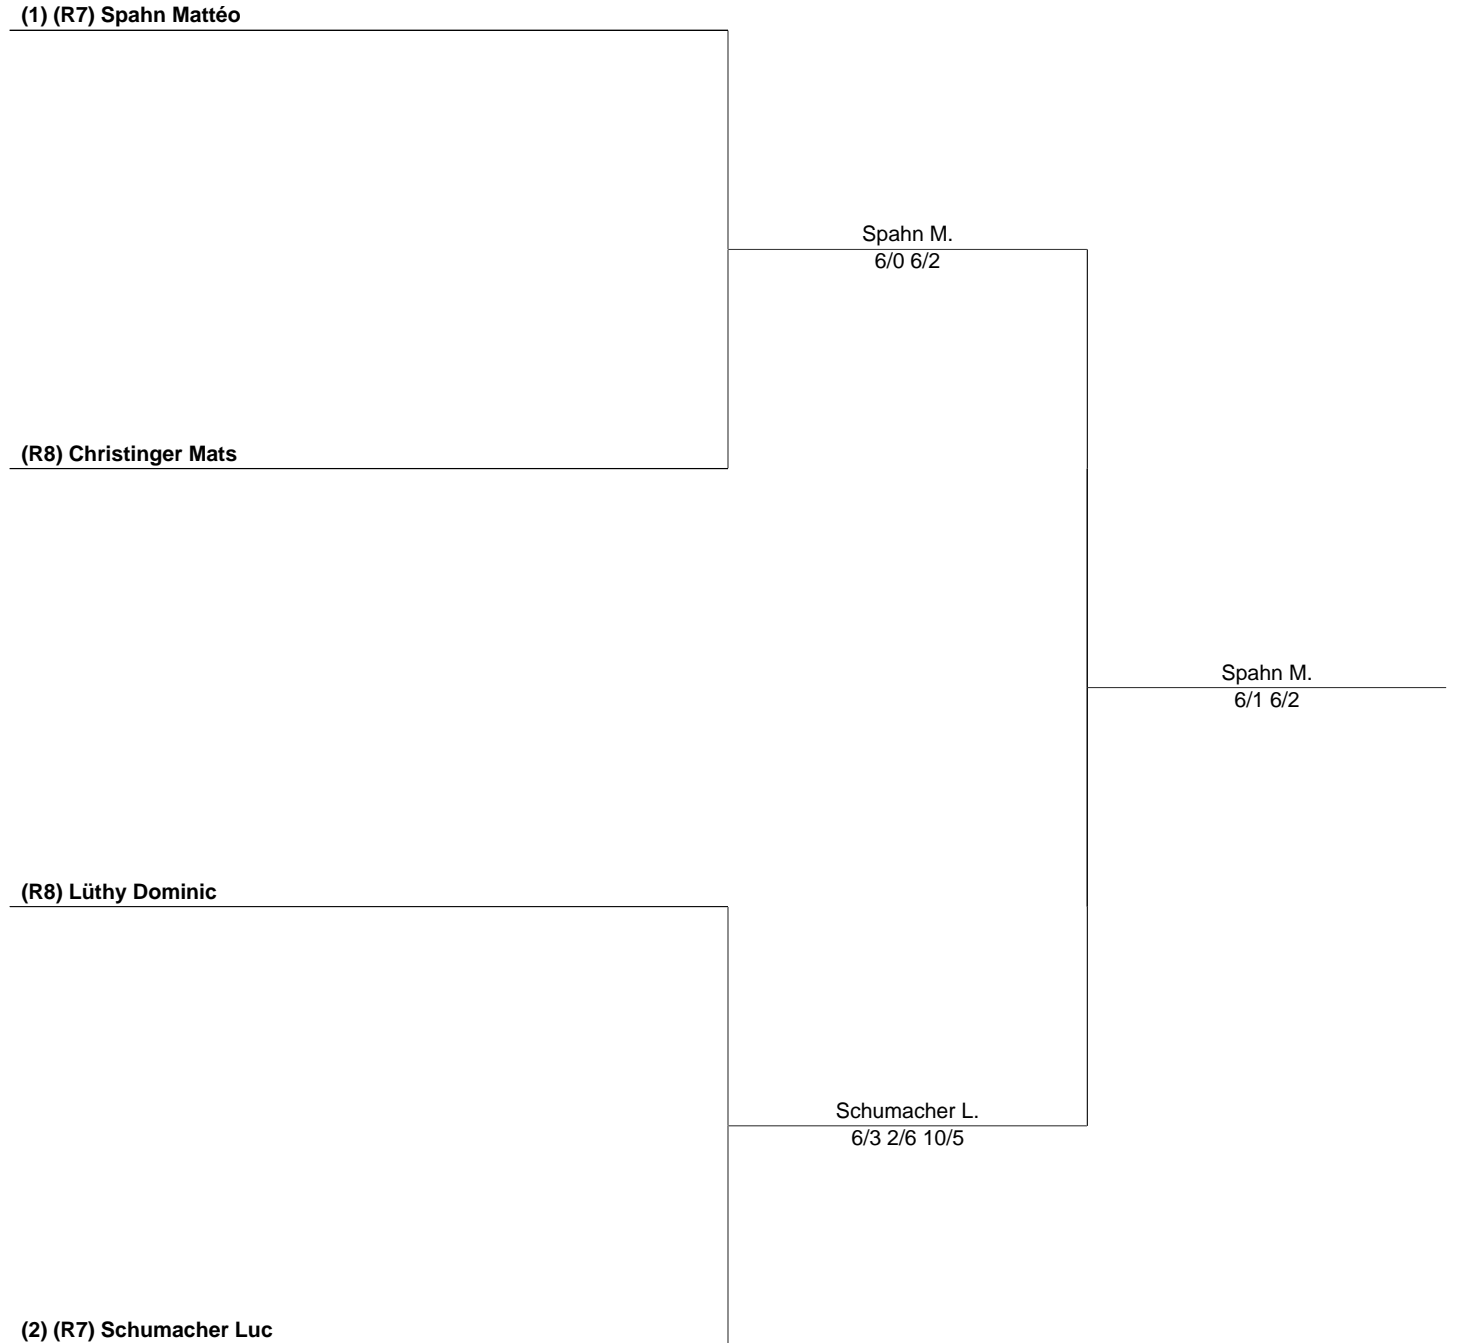 (1) (R7) Spahn Mattéo
Spahn M.
6/0 6/2
(R8) Christinger Mats
Spahn M.
6/1 6/2
(R8) Lüthy Dominic
Schumacher L.
6/3 2/6 10/5
(2) (R7) Schumacher Luc